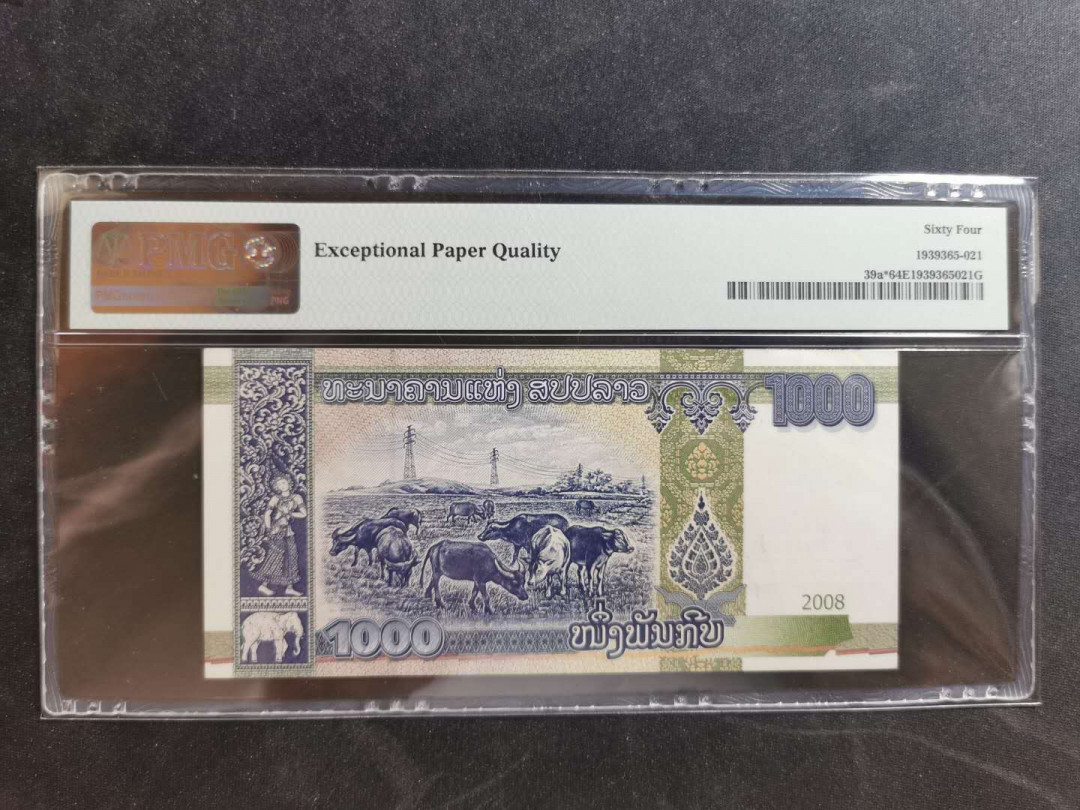 PMG
Exceptional Paper Quality
Sixty Four
1939365-021
39a*64E1939365021G
ທະນາຄານແຫ່ງ ສປປລາວ
1000
2008
1000
ໜຶ່ງພັນກີບ